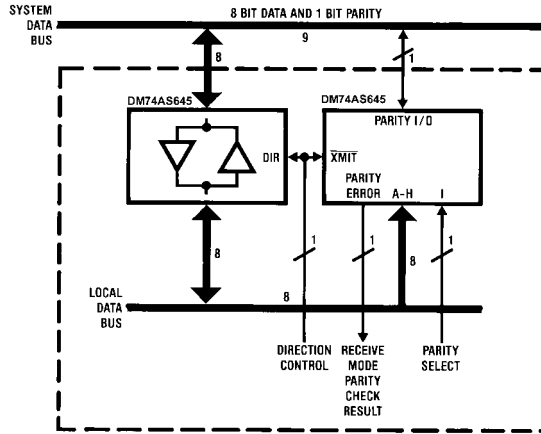 SYSTEM
DATA
BUS
8 BIT DATA AND 1 BIT PARITY
9
8
1
DM74AS645
DM74AS645
PARITY I/O
DIR
XMIT
PARITY
ERROR
A–H
I
8
1
1
8
1
LOCAL
DATA
BUS
8
DIRECTION
CONTROL
RECEIVE
MODE
PARITY
CHECK
RESULT
PARITY
SELECT